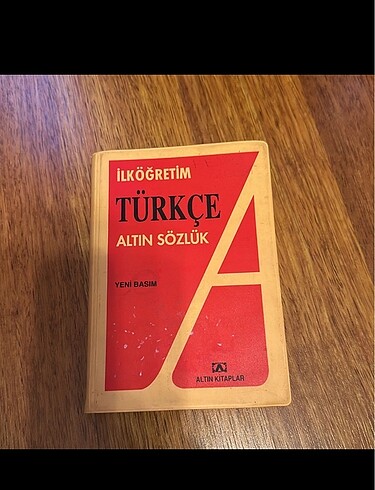 İLKÖĞRETİM
TÜRKÇE
ALTIN SÖZLÜK
YENİ BASIM
ALTIN KİTAPLAR